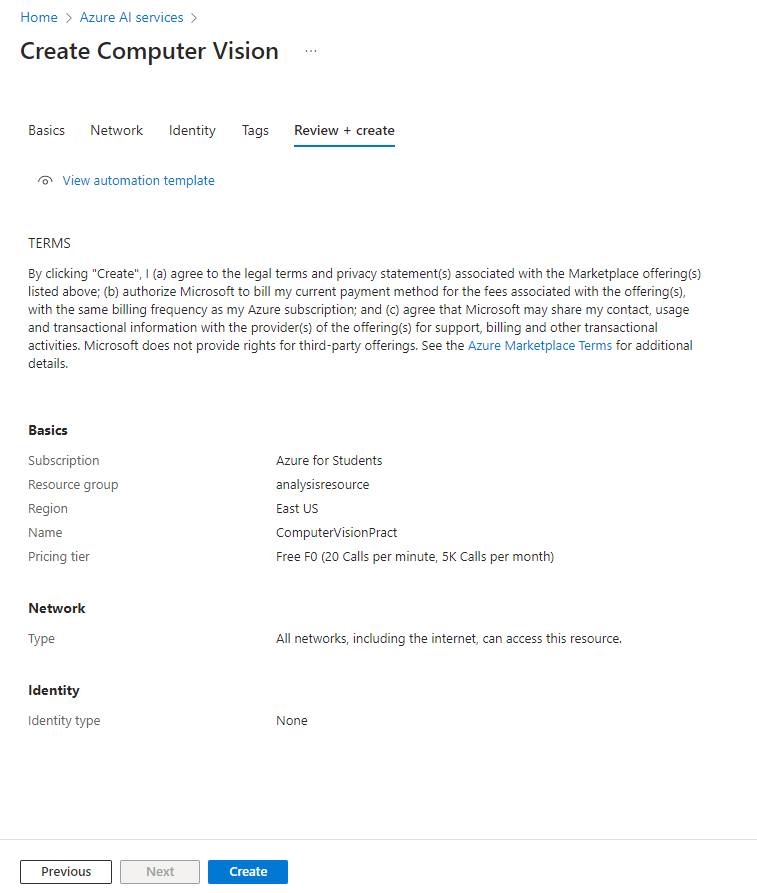 Home > Azure AI services >
Create Computer Vision ...
Basics Network Identity Tags Review + create
View automation template
TERMS
By clicking "Create", I (a) agree to the legal terms and privacy statement(s) associated with the Marketplace offering(s)
listed above; (b) authorize Microsoft to bill my current payment method for the fees associated with the offering(s),
with the same billing frequency as my Azure subscription; and (c) agree that Microsoft may share my contact, usage
and transactional information with the provider(s) of the offering(s) for support, billing and other transactional
activities. Microsoft does not provide rights for third-party offerings. See the Azure Marketplace Terms for additional
details.
Basics
Subscription Azure for Students
Resource group analysisresource
Region East US
Name ComputerVisionPract
Pricing tier Free F0 (20 Calls per minute, 5K Calls per month)
Network
Type All networks, including the internet, can access this resource.
Identity
Identity type None
Previous Next Create